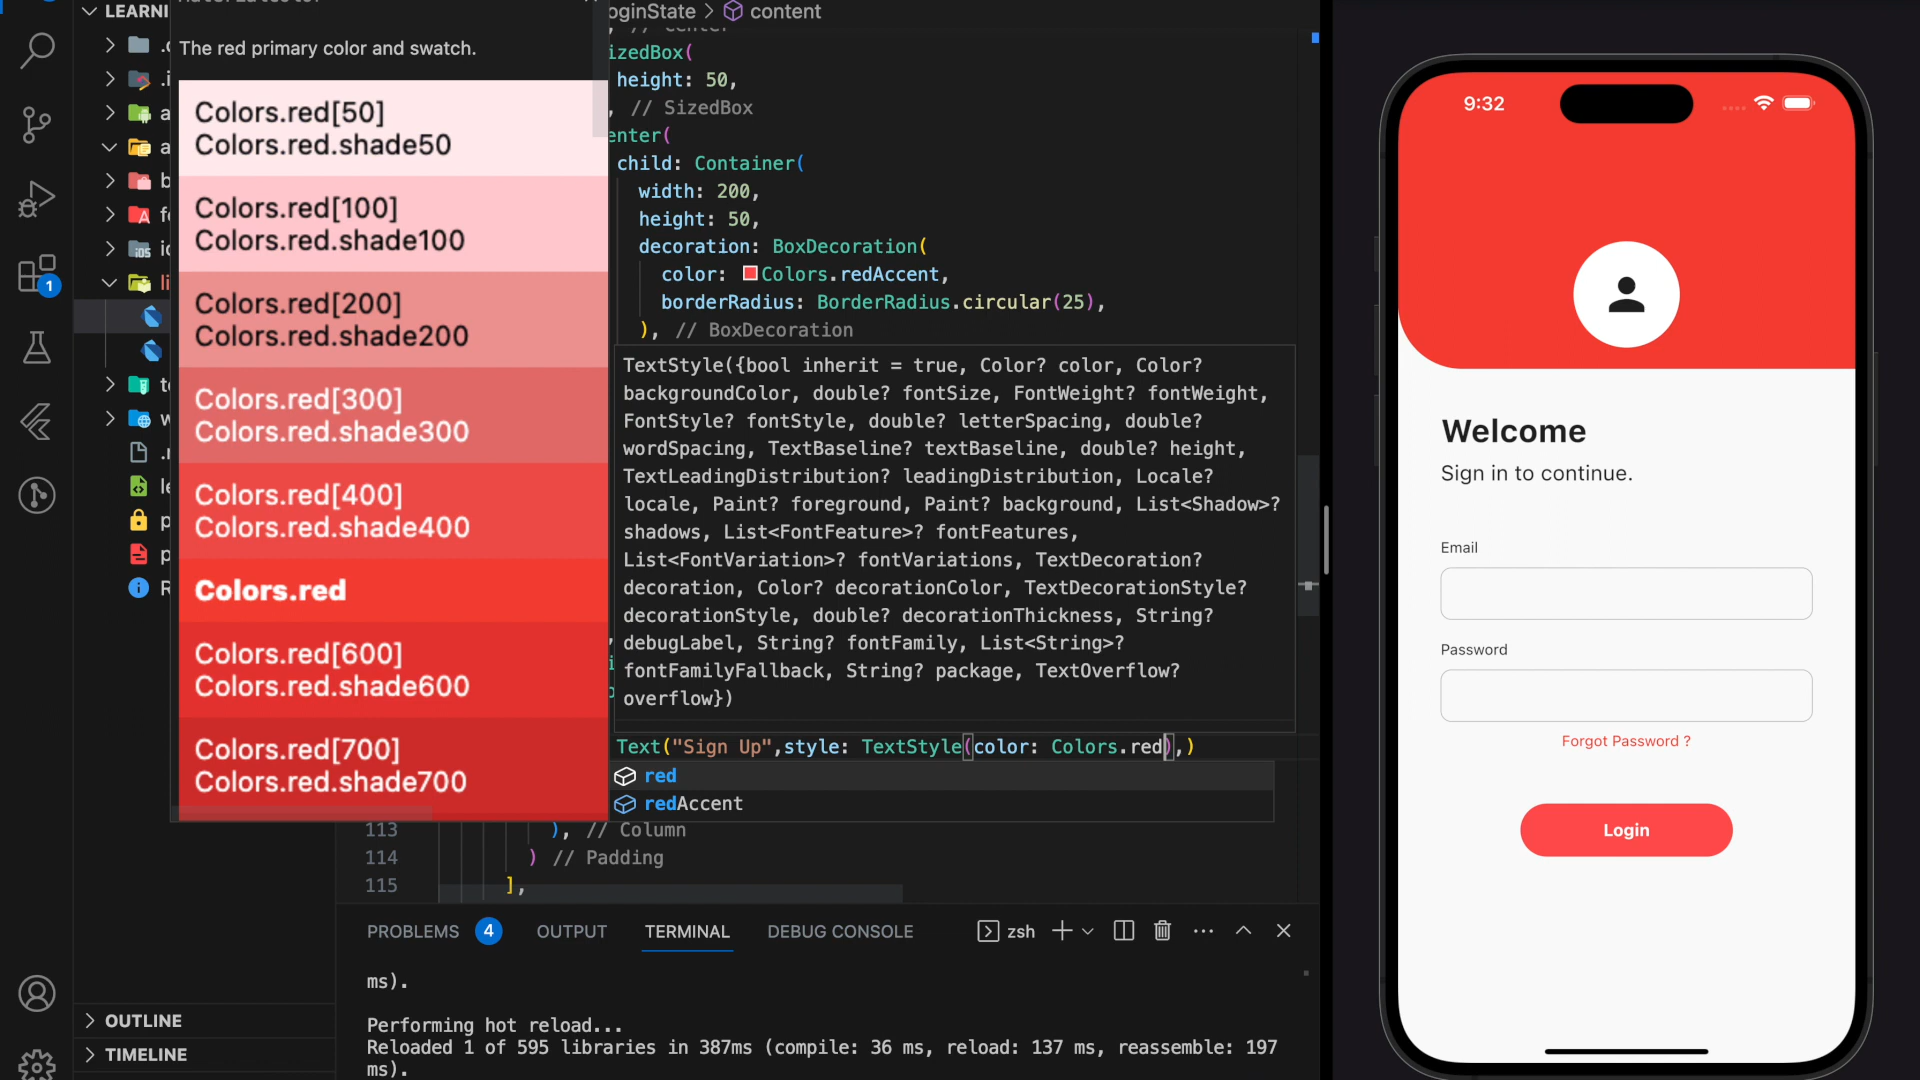 LEARNI
The red primary color and swatch.
Colors.red[50]
Colors.red.shade50
Colors.red[100]
Colors.red.shade100
Colors.red[200]
Colors.red.shade200
Colors.red[300]
Colors.red.shade300
Colors.red[400]
Colors.red.shade400
Colors.red
Colors.red[600]
Colors.red.shade600
Colors.red[700]
Colors.red.shade700
1
OUTLINE
TIMELINE
oginState > content
izedBox(
height: 50,
, // SizedBox
enter(
child: Container(
width: 200,
height: 50,
decoration: BoxDecoration(
color: Colors.redAccent,
borderRadius: BorderRadius.circular(25),
), // BoxDecoration
TextStyle({bool inherit = true, Color? color, Color?
backgroundColor, double? fontSize, FontWeight? fontWeight,
FontStyle? fontStyle, double? letterSpacing, double?
wordSpacing, TextBaseline? textBaseline, double? height,
TextLeadingDistribution? leadingDistribution, Locale?
locale, Paint? foreground, Paint? background, List<Shadow>?
shadows, List<FontFeature>? fontFeatures,
List<FontVariation>? fontVariations, TextDecoration?
decoration, Color? decorationColor, TextDecorationStyle?
decorationStyle, double? decorationThickness, String?
debugLabel, String? fontFamily, List<String>?
fontFamilyFallback, String? package, TextOverflow?
overflow})
Text("Sign Up",style: TextStyle(color: Colors.red),)
red
redAccent
113 ), // Column
114 ) // Padding
115 ],
PROBLEMS 4 OUTPUT TERMINAL DEBUG CONSOLE zsh
ms).
Performing hot reload...
Reloaded 1 of 595 libraries in 387ms (compile: 36 ms, reload: 137 ms, reassemble: 197
ms).
9:32
Welcome
Sign in to continue.
Email
Password
Forgot Password ?
Login